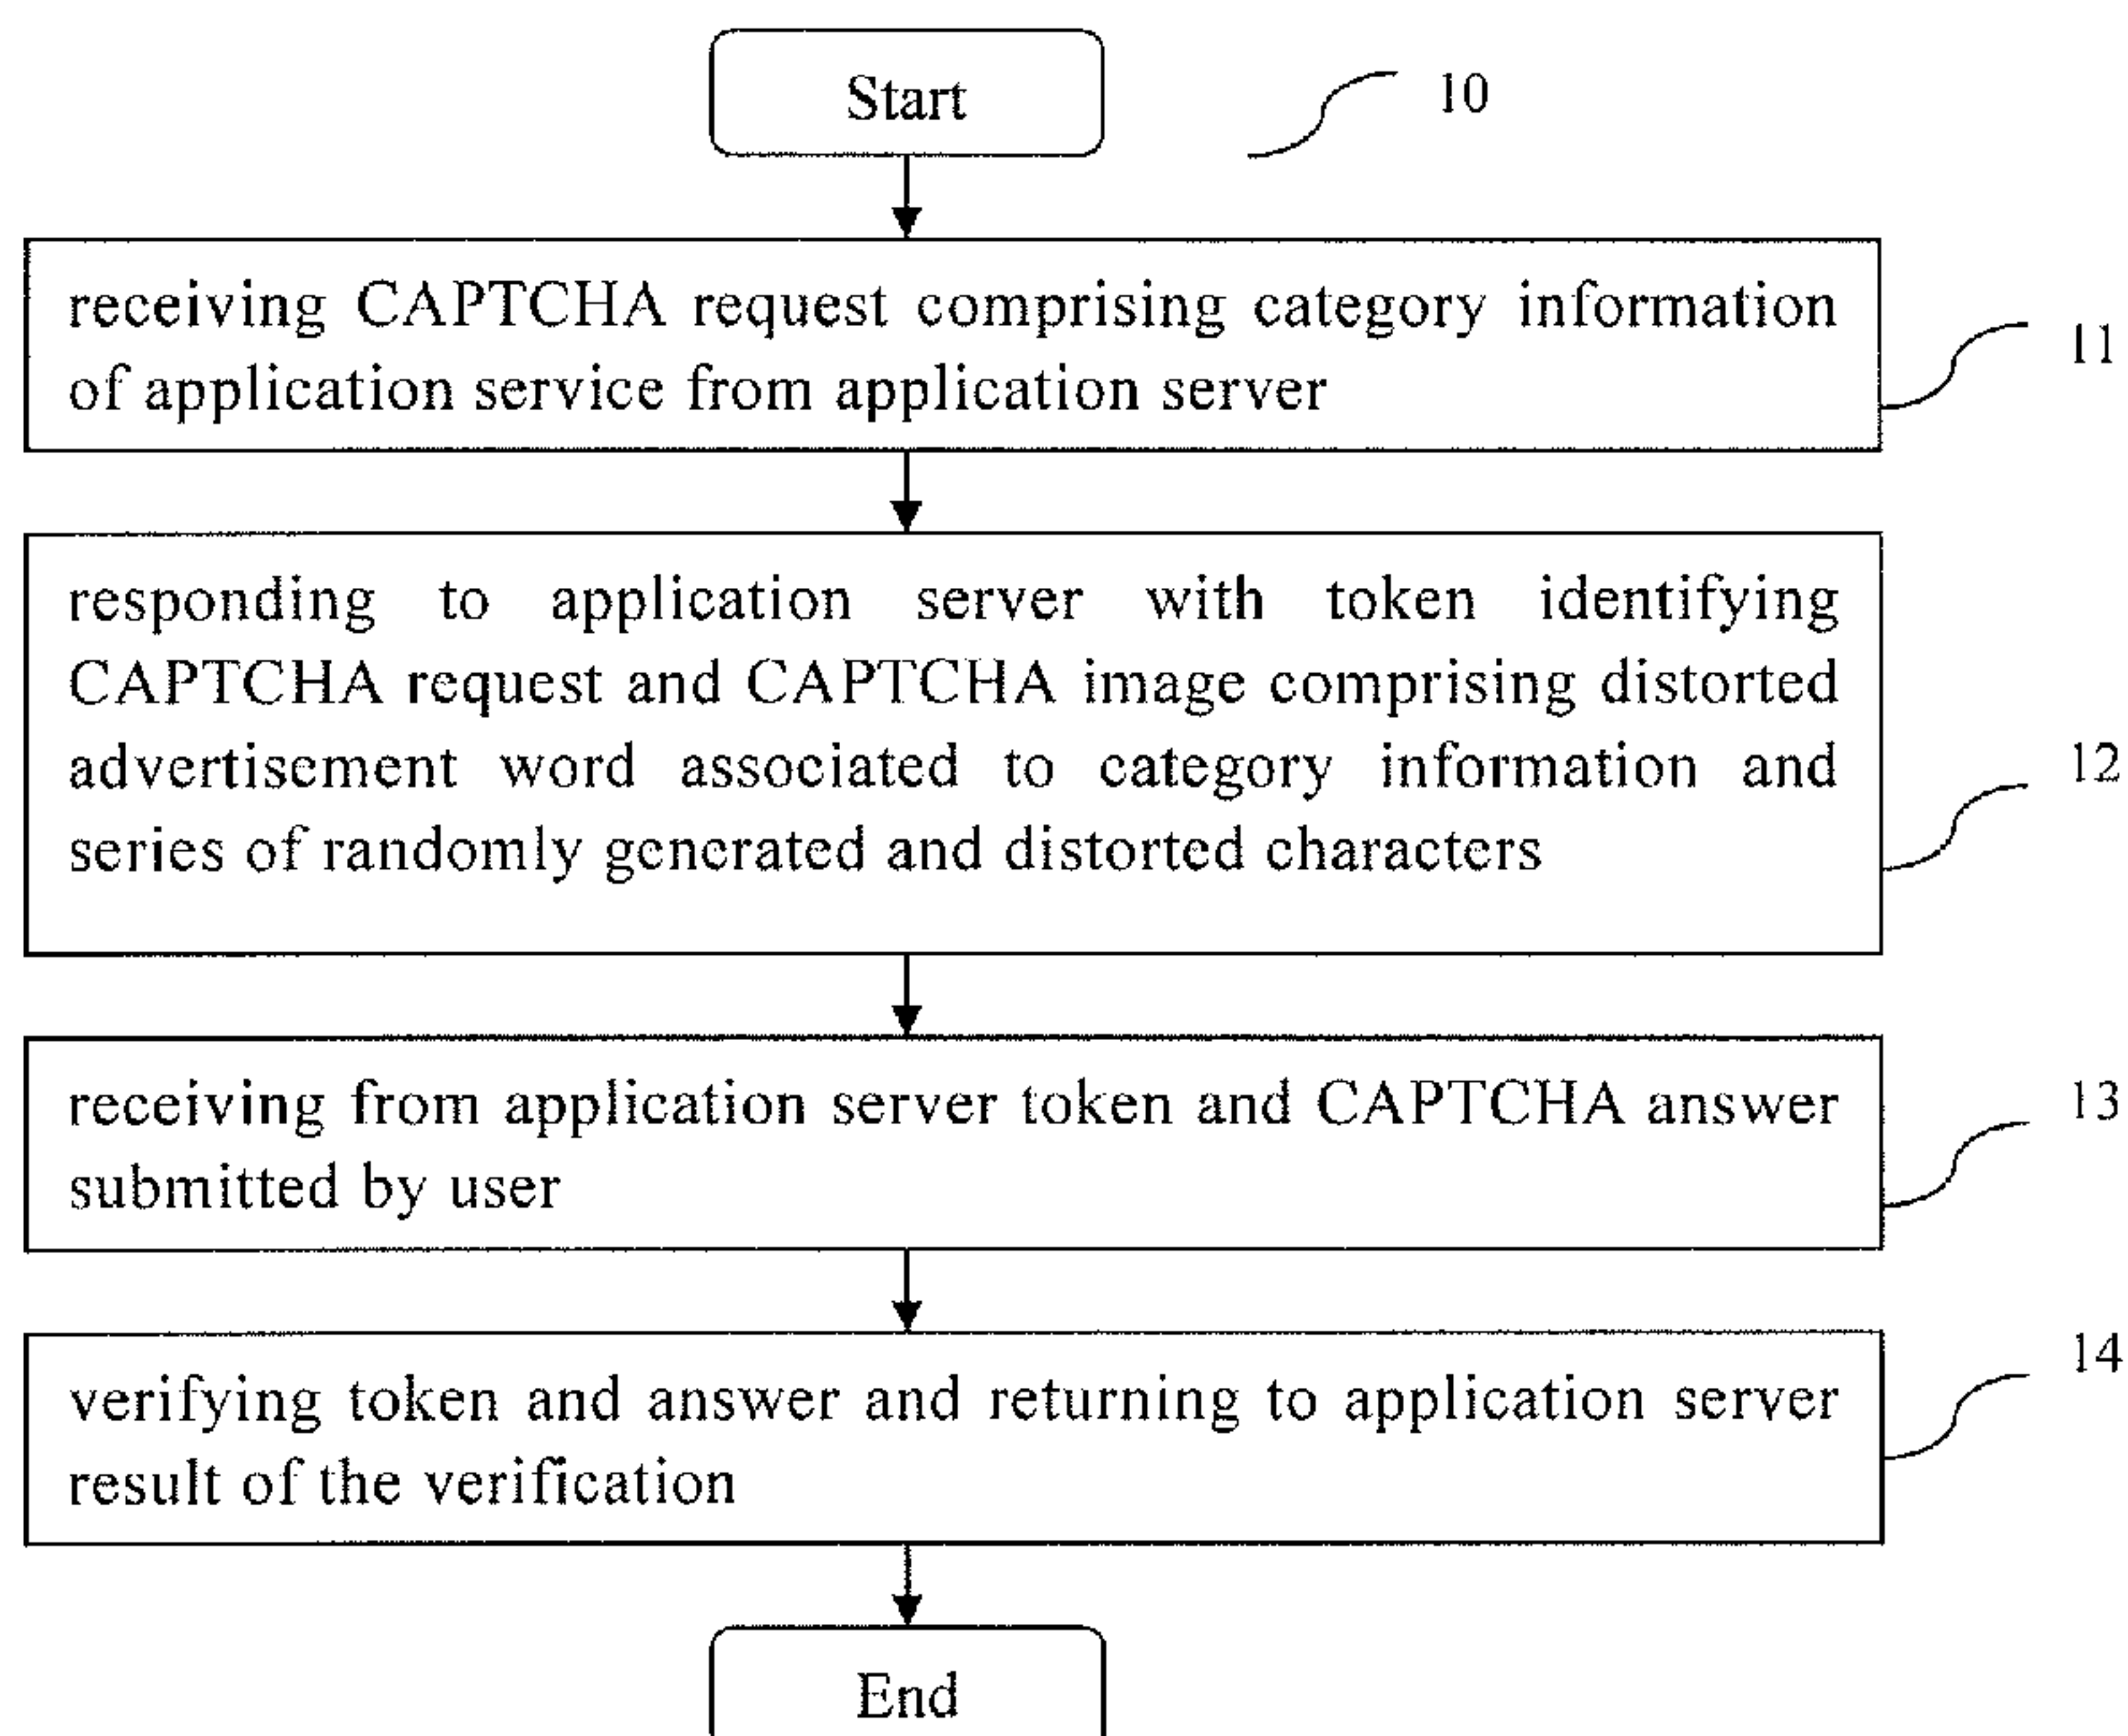 Start
10
receiving CAPTCHA request comprising category information
of application service from application server
11
responding to application server with token identifying
CAPTCHA request and CAPTCHA image comprising distorted
advertisement word associated to category information and
series of randomly generated and distorted characters
12
receiving from application server token and CAPTCHA answer
submitted by user
13
verifying token and answer and returning to application server
result of the verification
14
End